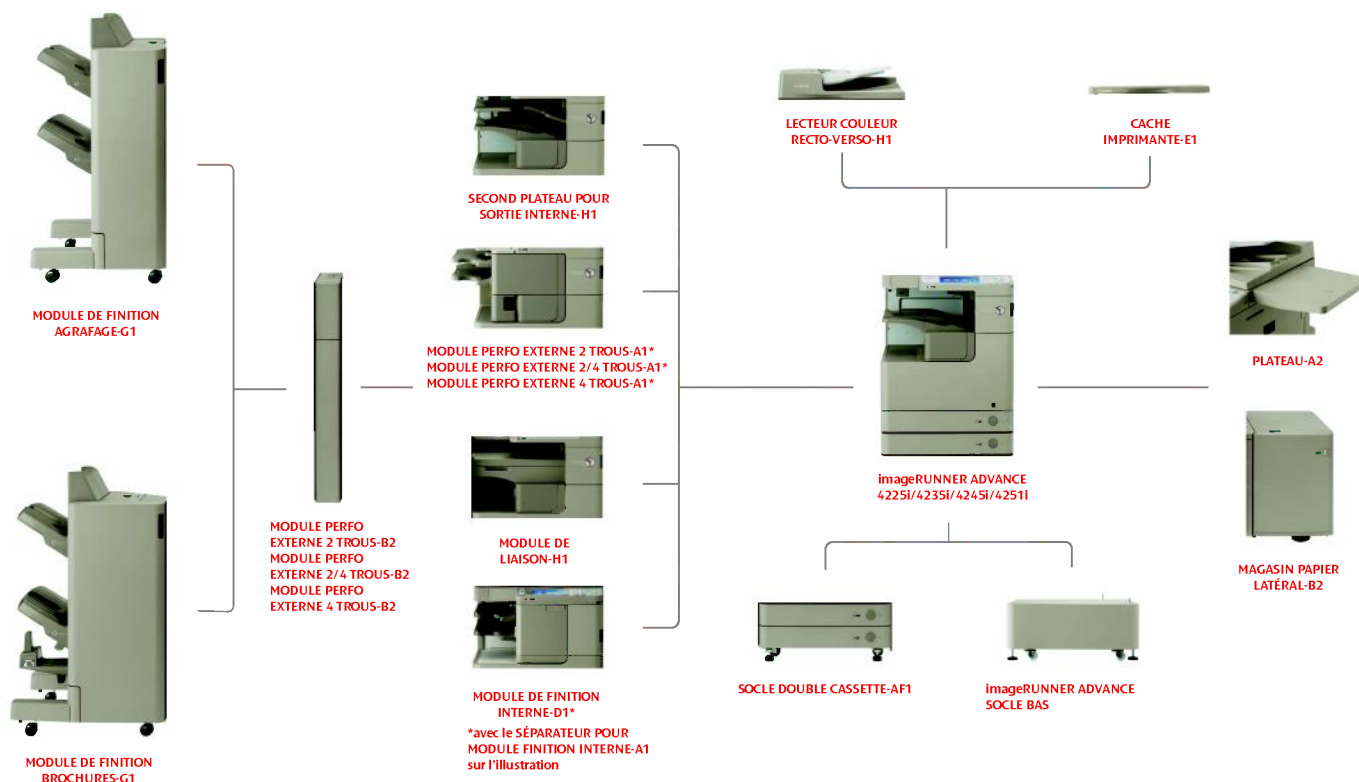 LECTEUR COULEUR
RECTO-VERSO-H1
CACHE
IMPRIMANTE-E1
SECOND PLATEAU POUR
SORTIE INTERNE-H1
MODULE DE FINITION
AGRAFAGE-G1
MODULE PERFO EXTERNE 2 TROUS-A1*
MODULE PERFO EXTERNE 2/4 TROUS-A1*
MODULE PERFO EXTERNE 4 TROUS-A1*
PLATEAU-A2
imageRUNNER ADVANCE
4225i/4235i/4245i/4251i
MODULE PERFO
EXTERNE 2 TROUS-B2
MODULE PERFO
EXTERNE 2/4 TROUS-B2
MODULE PERFO
EXTERNE 4 TROUS-B2
MODULE DE
LIAISON-H1
MAGASIN PAPIER
LATÉRAL-B2
MODULE DE FINITION
INTERNE-D1*
*avec le SÉPARATEUR POUR
MODULE FINITION INTERNE-A1
sur l'illustration
SOCLE DOUBLE CASSETTE-AF1
imageRUNNER ADVANCE
SOCLE BAS
MODULE DE FINITION
BROCHURES-G1